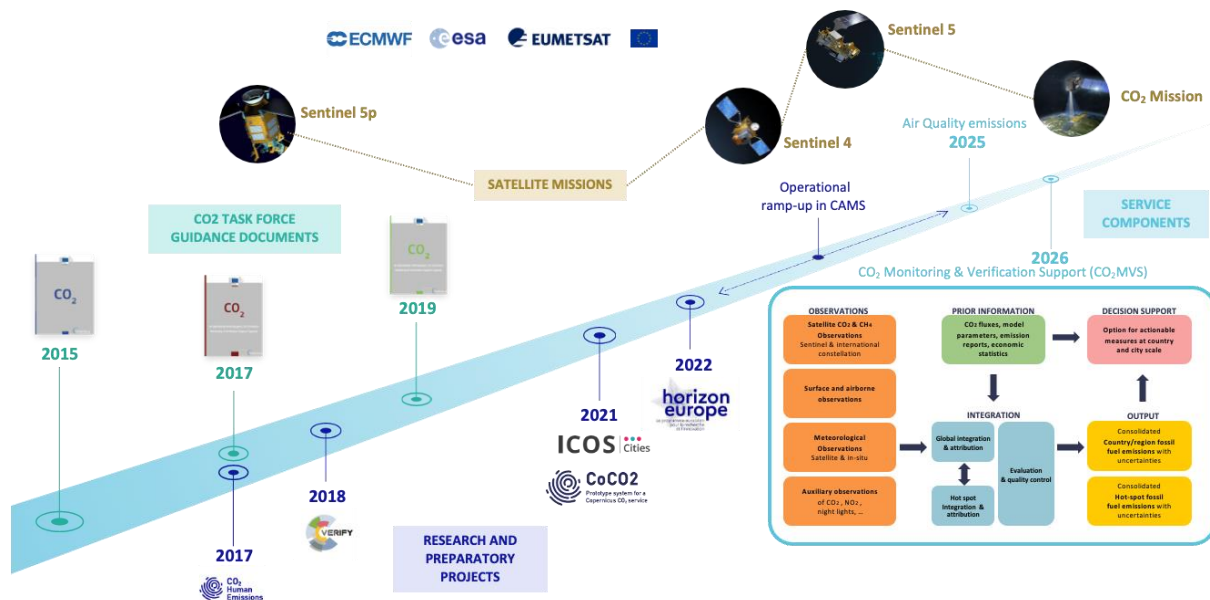 ECMWF
esa
EUMETSAT
Sentinel 5p
Sentinel 4
Sentinel 5
CO₂ Mission
SATELLITE MISSIONS
Air Quality emissions
2025
Operational
ramp-up in CAMS
SERVICE
COMPONENTS
2026
CO₂ Monitoring & Verification Support (CO₂MVS)
CO2 TASK FORCE
GUIDANCE DOCUMENTS
CO₂
2015
CO₂
2017
CO₂
2019
2017
CO₂
Human
Emissions
2018
VERIFY
RESEARCH AND
PREPARATORY
PROJECTS
2021
ICOS Cities
CoCO2
Prototype system for a
Copernicus CO₂ service
2022
horizon
europe
OBSERVATIONS
Satellite CO₂ & CH₄
Observations
Sentinel & international
constellation
Surface and airborne
observations
Meteorological
Observations
Satellite & in-situ
Auxiliary observations
of CO₂, NO₂,
night lights, …
PRIOR INFORMATION
CO₂ fluxes, model
parameters, emission
reports, economic
statistics
INTEGRATION
Global integration
& attribution
Hot spot
Integration &
attribution
Evaluation
& quality control
DECISION SUPPORT
Option for actionable
measures at country
and city scale
OUTPUT
Consolidated
Country/region fossil
fuel emissions with
uncertainties
Consolidated
Hot-spot fossil
fuel emissions with
uncertainties